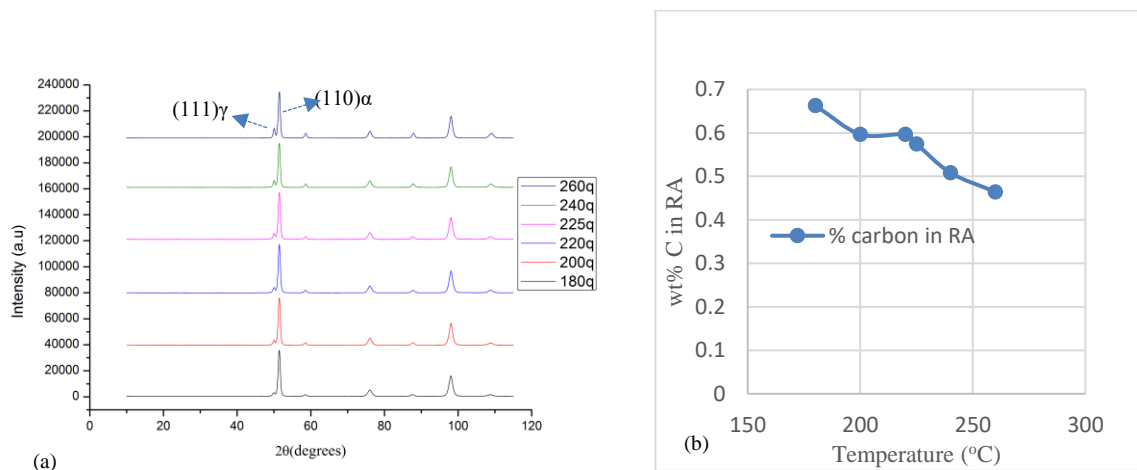 240000
220000
200000
180000
160000
140000
120000
100000
80000
60000
40000
20000
0
Intensity (a.u)
(111)γ
(110)α
260q
240q
225q
220q
200q
180q
0 20 40 60 80 100 120
2θ(degrees)
(a)
0.7
0.6
0.5
0.4
0.3
0.2
0.1
0
wt% C in RA
% carbon in RA
150 200 250 300
Temperature (°C)
(b)